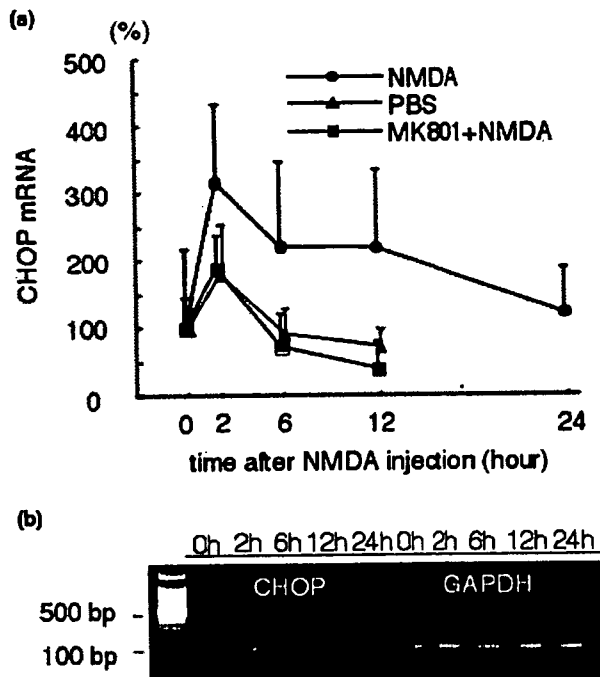 (a)
(%)
500
400
300
200
100
0
CHOP mRNA
NMDA
PBS
MK801+NMDA
0 2 6 12 24
time after NMDA injection (hour)
(b)
0h 2h 6h 12h 24h 0h 2h 6h 12h 24h
CHOP GAPDH
500 bp
100 bp